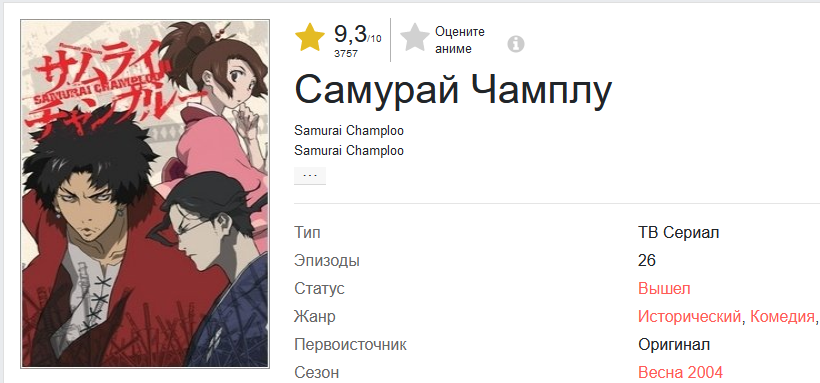 Roman Album
サムライ
SAMURAI CHAMPLOO
チャンプルー
9,3/10
3757
Оцените
аниме
Самурай Чамплу
Samurai Champloo
Samurai Champloo
...
Тип ТВ Сериал
Эпизоды 26
Статус Вышел
Жанр Исторический, Комедия,
Первоисточник Оригинал
Сезон Весна 2004